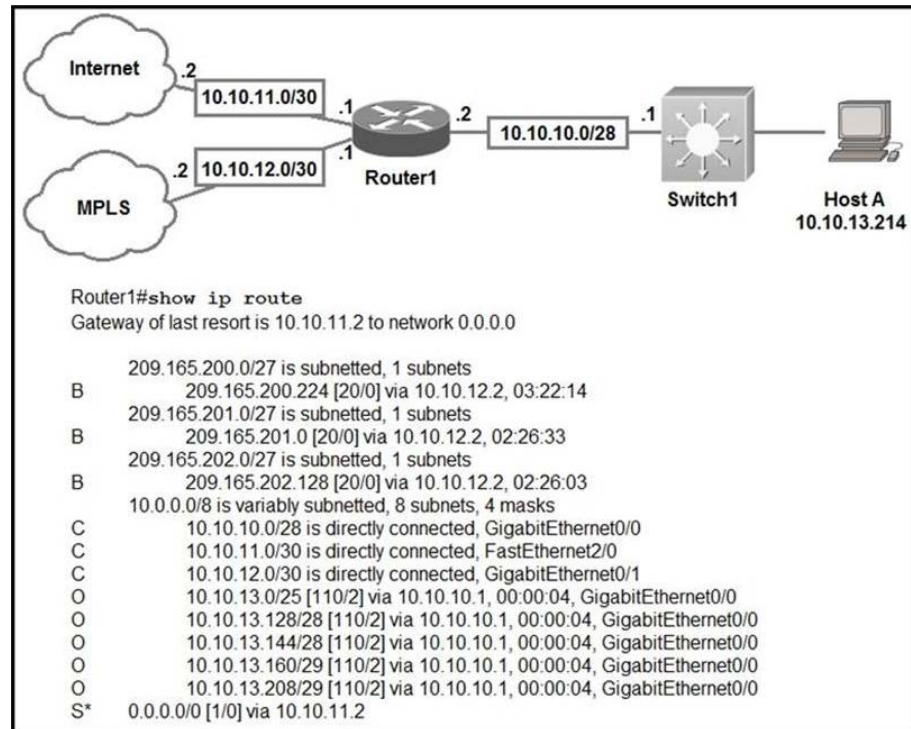 Internet
.2
10.10.11.0/30
.1
.2
10.10.10.0/28
.1
.2
10.10.12.0/30
.1
MPLS
Router1
Switch1
Host A
10.10.13.214
Router1#show ip route
Gateway of last resort is 10.10.11.2 to network 0.0.0.0
209.165.200.0/27 is subnetted, 1 subnets
B 209.165.200.224 [20/0] via 10.10.12.2, 03:22:14
209.165.201.0/27 is subnetted, 1 subnets
B 209.165.201.0 [20/0] via 10.10.12.2, 02:26:33
209.165.202.0/27 is subnetted, 1 subnets
B 209.165.202.128 [20/0] via 10.10.12.2, 02:26:03
10.0.0.0/8 is variably subnetted, 8 subnets, 4 masks
C 10.10.10.0/28 is directly connected, GigabitEthernet0/0
C 10.10.11.0/30 is directly connected, FastEthernet2/0
C 10.10.12.0/30 is directly connected, GigabitEthernet0/1
O 10.10.13.0/25 [110/2] via 10.10.10.1, 00:00:04, GigabitEthernet0/0
O 10.10.13.128/28 [110/2] via 10.10.10.1, 00:00:04, GigabitEthernet0/0
O 10.10.13.144/28 [110/2] via 10.10.10.1, 00:00:04, GigabitEthernet0/0
O 10.10.13.160/29 [110/2] via 10.10.10.1, 00:00:04, GigabitEthernet0/0
O 10.10.13.208/29 [110/2] via 10.10.10.1, 00:00:04, GigabitEthernet0/0
S* 0.0.0.0/0 [1/0] via 10.10.11.2